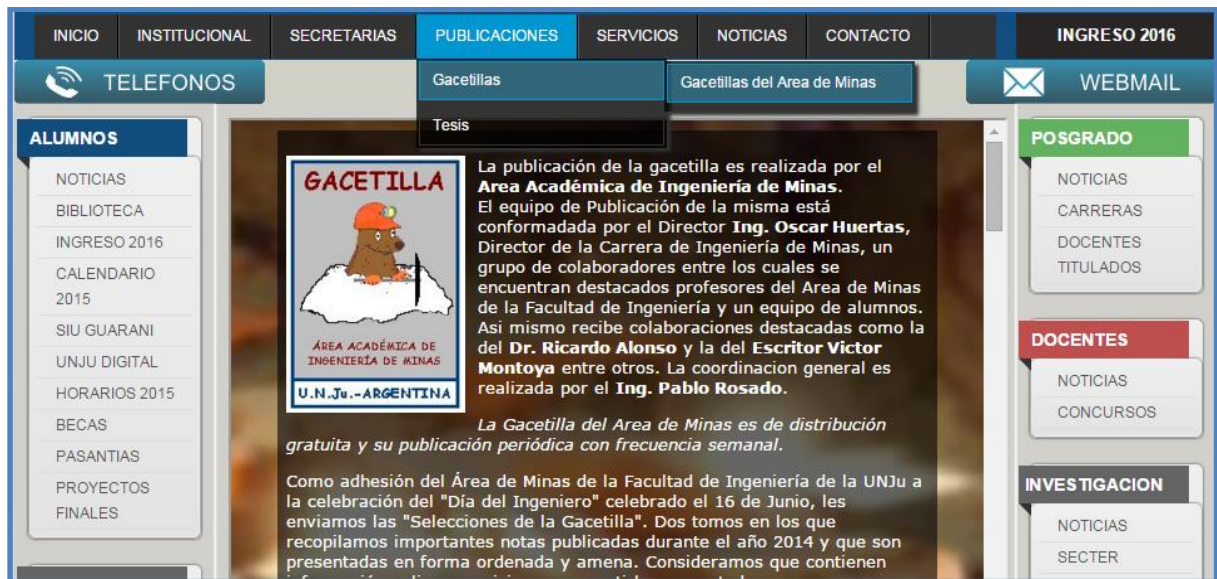 INICIO INSTITUCIONAL SECRETARIAS PUBLICACIONES SERVICIOS NOTICIAS CONTACTO INGRESO 2016
TELEFONOS
Gacetillas
Gacetillas del Area de Minas
Tesis
WEBMAIL
ALUMNOS
NOTICIAS
BIBLIOTECA
INGRESO 2016
CALENDARIO
2015
SIU GUARANI
UNJU DIGITAL
HORARIOS 2015
BECAS
PASANTIAS
PROYECTOS
FINALES
GACETILLA
ÁREA ACADÉMICA DE
INGENIERÍA DE MINAS
U.N.Ju.-ARGENTINA
La publicación de la gacetilla es realizada por el
Area Académica de Ingeniería de Minas.
El equipo de Publicación de la misma está
conformadada por el Director Ing. Oscar Huertas,
Director de la Carrera de Ingeniería de Minas, un
grupo de colaboradores entre los cuales se
encuentran destacados profesores del Area de Minas
de la Facultad de Ingeniería y un equipo de alumnos.
Asi mismo recibe colaboraciones destacadas como la
del Dr. Ricardo Alonso y la del Escritor Victor
Montoya entre otros. La coordinacion general es
realizada por el Ing. Pablo Rosado.
La Gacetilla del Area de Minas es de distribución
gratuita y su publicación periódica con frecuencia semanal.
Como adhesión del Área de Minas de la Facultad de Ingeniería de la UNJu a
la celebración del "Día del Ingeniero" celebrado el 16 de Junio, les
enviamos las "Selecciones de la Gacetilla". Dos tomos en los que
recopilamos importantes notas publicadas durante el año 2014 y que son
presentadas en forma ordenada y amena. Consideramos que contienen
POSGRADO
NOTICIAS
CARRERAS
DOCENTES
TITULADOS
DOCENTES
NOTICIAS
CONCURSOS
INVESTIGACION
NOTICIAS
SECTER